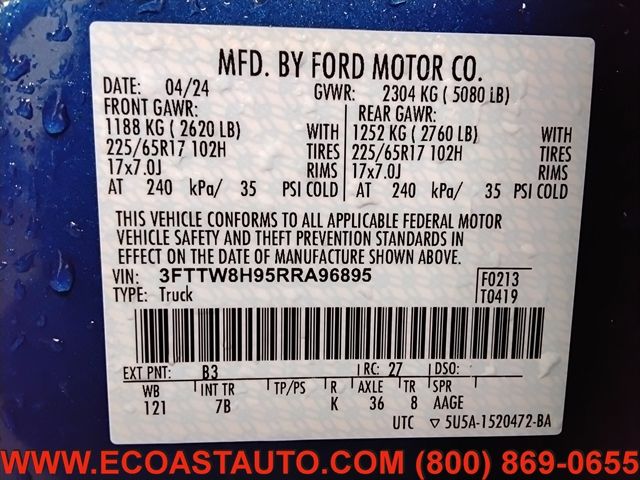 MFD. BY FORD MOTOR CO.
DATE: 04/24 GVWR: 2304 KG ( 5080 LB)
FRONT GAWR: REAR GAWR:
1188 KG ( 2620 LB) WITH 1252 KG ( 2760 LB) WITH
225/65R17 102H TIRES 225/65R17 102H TIRES
17x7.0J RIMS 17x7.0J RIMS
AT 240 kPa/ 35 PSI COLD AT 240 kPa/ 35 PSI COLD
THIS VEHICLE CONFORMS TO ALL APPLICABLE FEDERAL MOTOR
VEHICLE SAFETY AND THEFT PREVENTION STANDARDS IN
EFFECT ON THE DATE OF MANUFACTURE SHOWN ABOVE.
VIN: 3FTTW8H95RRA96895 F0213
TYPE: Truck T0419
EXT PNT: B3 RC: 27 DSO:
WB INT TR TP/PS R AXLE TR SPR
121 7B K 36 8 AAGE
UTC ▽ 5U5A-1520472-BA
WWW.ECOASTAUTO.COM (800) 869-0655